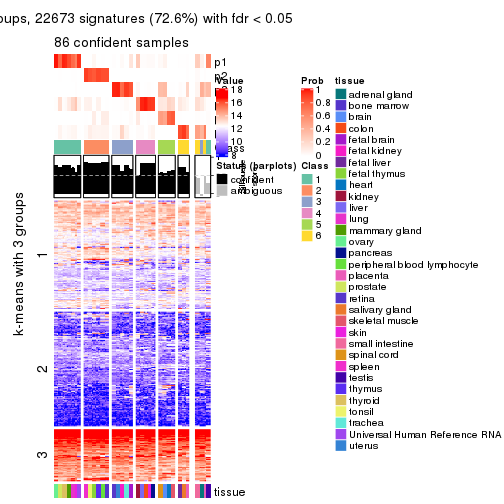 oups, 22673 signatures (72.6%) with fdr < 0.05
86 confident samples
p1
p2
Value
18
16
14
12
10
8
Prob
1
0.8
0.6
0.4
0.2
0
Class
1
2
3
4
5
6
Status (barplots)
confident
ambiguous
k-means with 3 groups
1
2
3
tissue
tissue
adrenal gland
bone marrow
brain
colon
fetal brain
fetal kidney
fetal liver
fetal thymus
heart
kidney
liver
lung
mammary gland
ovary
pancreas
peripheral blood lymphocyte
placenta
prostate
retina
salivary gland
skeletal muscle
skin
small intestine
spinal cord
spleen
testis
thymus
thyroid
tonsil
trachea
Universal Human Reference RNA
uterus